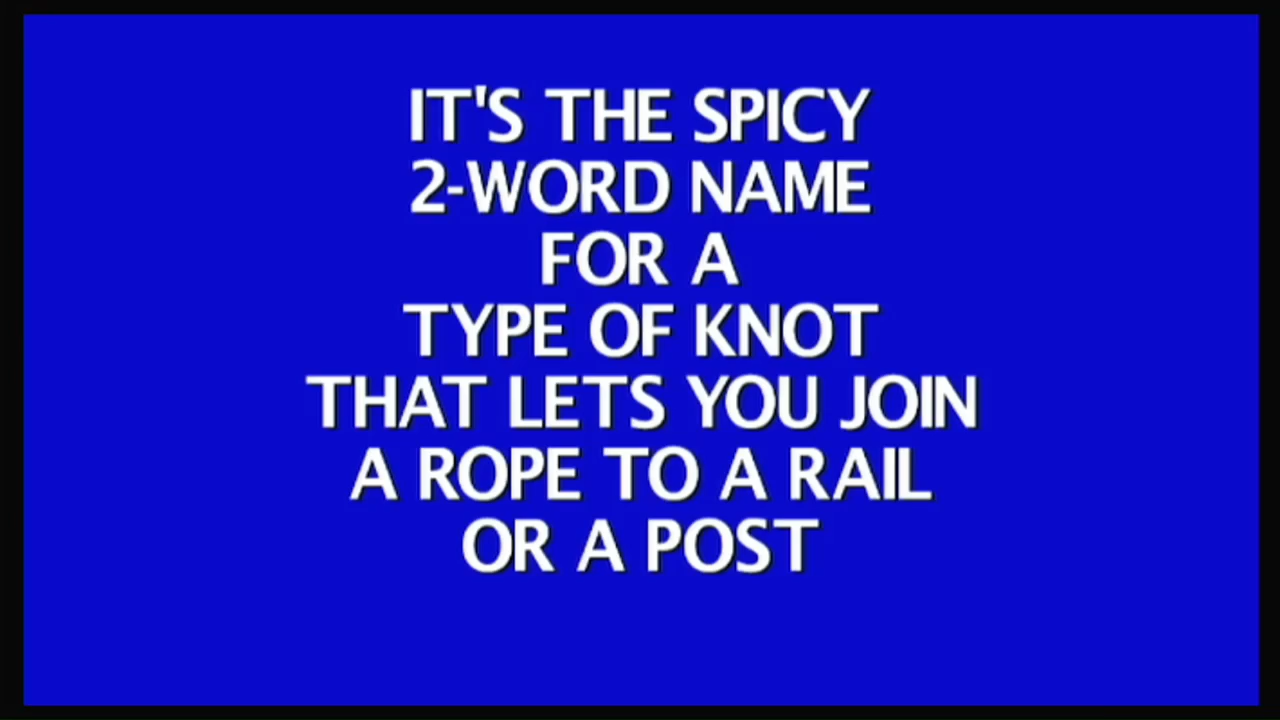 IT'S THE SPICY
2-WORD NAME
FOR A
TYPE OF KNOT
THAT LETS YOU JOIN
A ROPE TO A RAIL
OR A POST